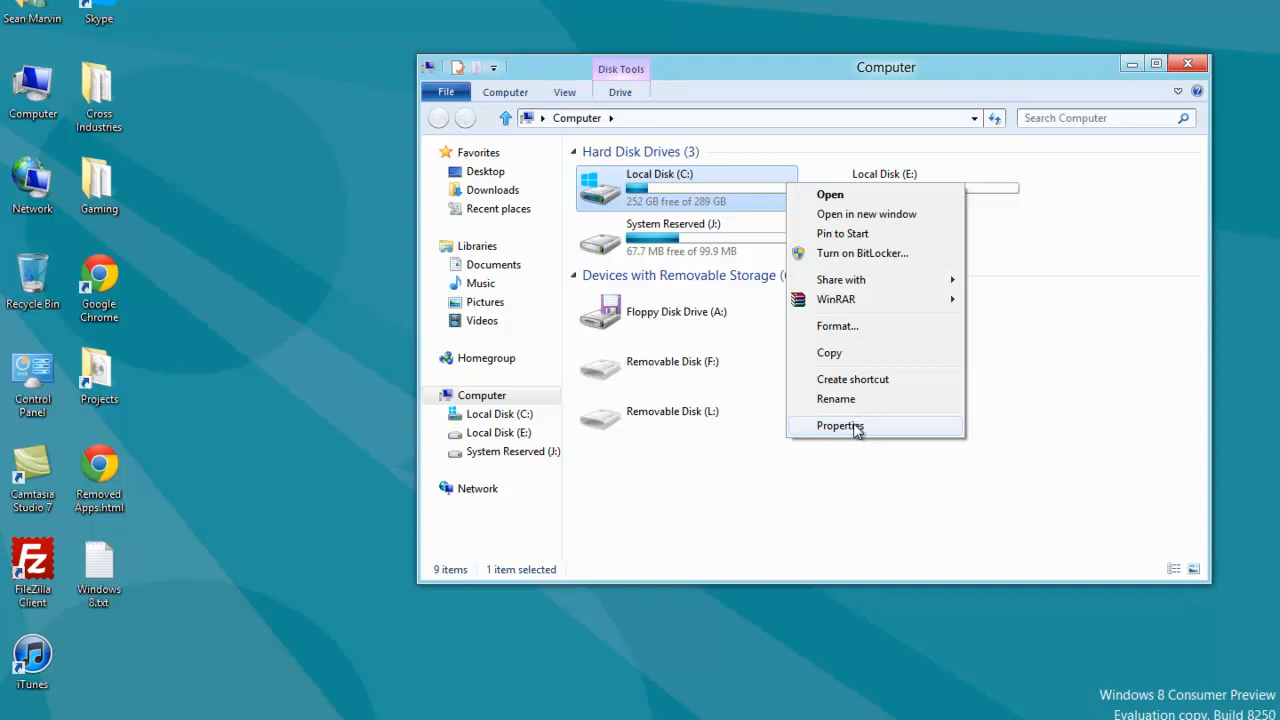 Sean Marvin
Skype
Computer
Cross
Industries
Network
Gaming
Recycle Bin
Google
Chrome
Control
Panel
Projects
Camtasia
Studio 7
Removed
Apps.html
FileZilla
Client
Windows
8.txt
iTunes
Disk Tools
Computer
File
Computer
View
Drive
Computer
Search Computer
Favorites
Desktop
Downloads
Recent places
Libraries
Documents
Music
Pictures
Videos
Homegroup
Computer
Local Disk (C:)
Local Disk (E:)
System Reserved (J:)
Network
Hard Disk Drives (3)
Local Disk (C:)
252 GB free of 289 GB
Local Disk (E:)
System Reserved (J:)
67.7 MB free of 99.9 MB
Devices with Removable Storage (
Floppy Disk Drive (A:)
Removable Disk (F:)
Removable Disk (L:)
Open
Open in new window
Pin to Start
Turn on BitLocker...
Share with
WinRAR
Format...
Copy
Create shortcut
Rename
Properties
9 items
1 item selected
Windows 8 Consumer Preview
Evaluation copy. Build 8250